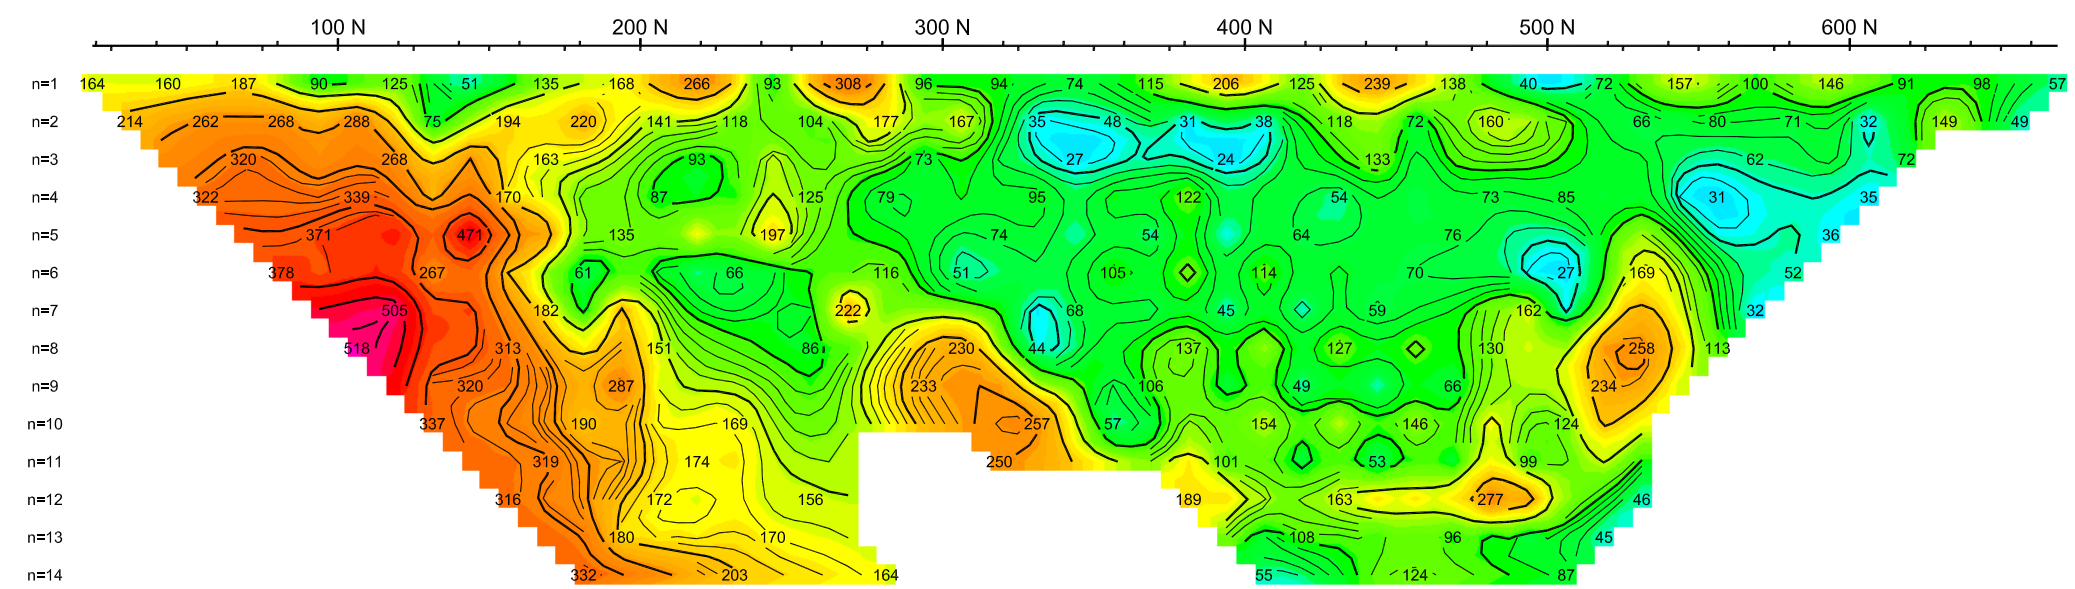 100 N 200 N 300 N 400 N 500 N 600 N
n=1 164 160 187 90 125 51 135 168 266 93 308 96 94 74 115 206 125 239 138 40 72 157 100 146 91 98 57
n=2 214 262 268 288 75 194 220 141 118 104 177 167 35 48 31 38 118 72 160 66 80 71 32 149 49
n=3 320 268 163 93 73 27 24 133 62 72
n=4 322 339 170 87 125 79 95 122 54 73 85 31 35
n=5 371 471 135 197 74 54 64 76 36
n=6 378 267 61 66 116 51 105 114 70 27 169 52
n=7 505 182 222 68 45 59 162 32
n=8 518 313 151 86 230 44 137 127 130 258 113
n=9 320 287 233 106 49 66 234
n=10 337 190 169 257 57 154 146 124
n=11 319 174 250 101 53 99
n=12 316 172 156 189 163 277 46
n=13 180 170 108 96 45
n=14 332 203 164 55 124 87